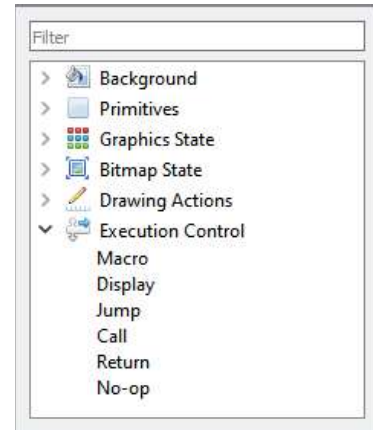 Filter
Background
Primitives
Graphics State
Bitmap State
Drawing Actions
Execution Control
Macro
Display
Jump
Call
Return
No-op